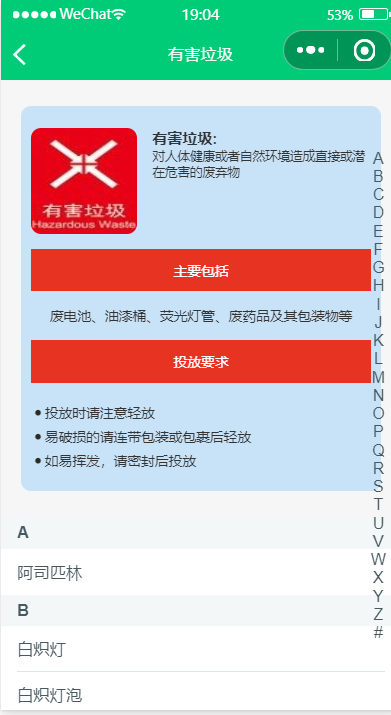 WeChat 19:04 53%
有害垃圾
有害垃圾:
对人体健康或者自然环境造成直接或潜
在危害的废弃物
有害垃圾
Hazardous Waste
主要包括
废电池、油漆桶、荧光灯管、废药品及其包装物等
投放要求
●投放时请注意轻放
●易破损的请连带包装或包裹后轻放
●如易挥发，请密封后投放
A
阿司匹林
B
白炽灯
白炽灯泡
A
B
C
D
E
F
G
H
I
J
K
L
M
N
O
P
Q
R
S
T
U
V
W
X
Y
Z
#